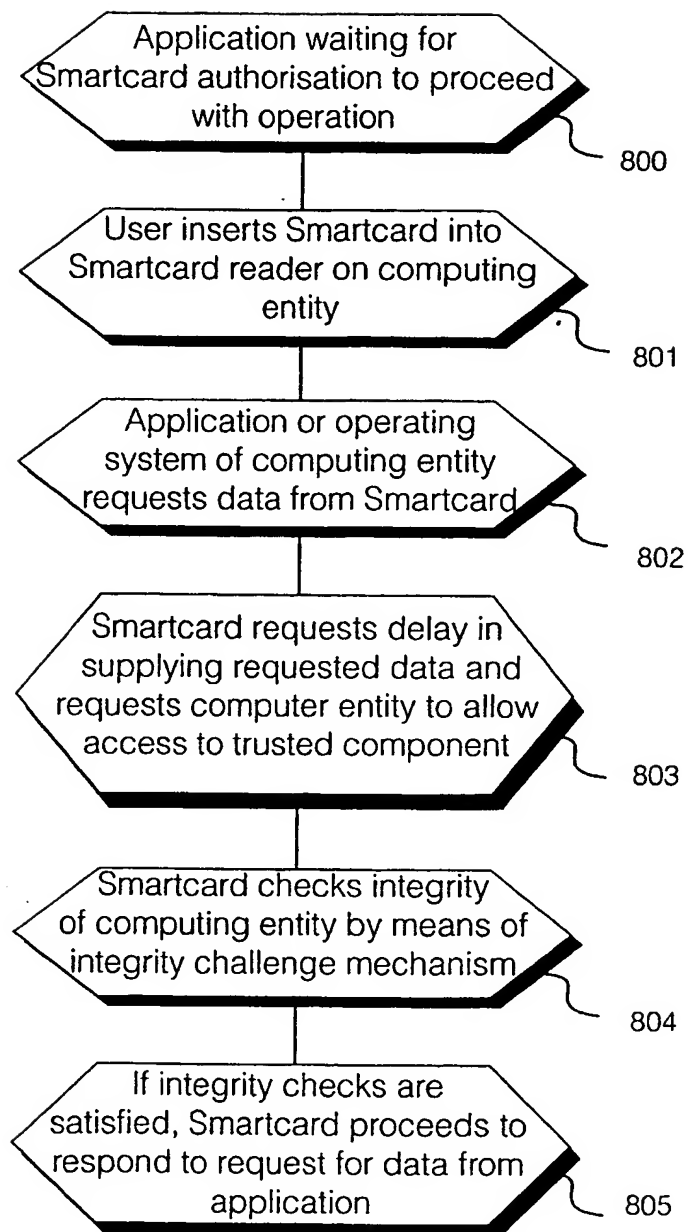 Application waiting for
Smartcard authorisation to proceed
with operation
800
User inserts Smartcard into
Smartcard reader on computing
entity
801
Application or operating
system of computing entity
requests data from Smartcard
802
Smartcard requests delay in
supplying requested data and
requests computer entity to allow
access to trusted component
803
Smartcard checks integrity
of computing entity by means of
integrity challenge mechanism
804
If integrity checks are
satisfied, Smartcard proceeds to
respond to request for data from
application
805